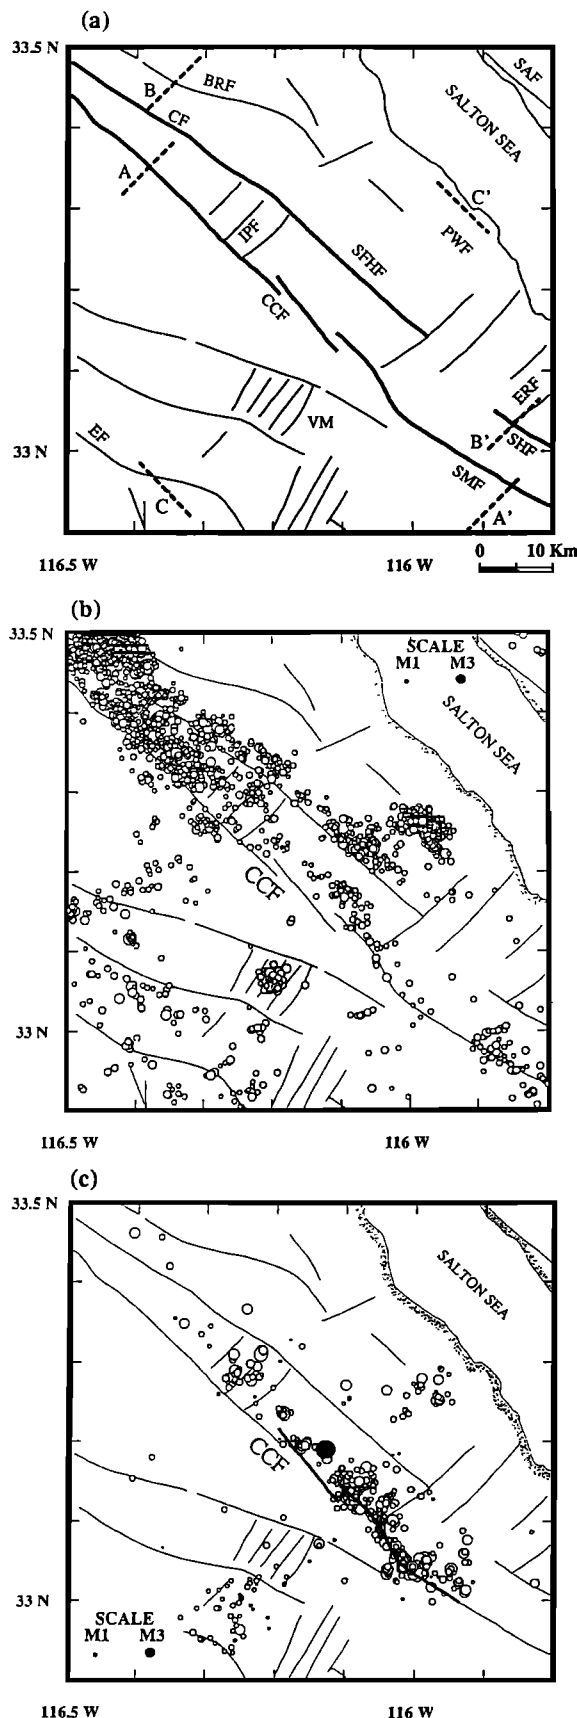 (a)
33.5 N
SAF
B
BRF
SALTON SEA
CF
A
C'
IPF
PWF
SFHF
CCF
ERF
VM
B'
33 N
EF
SHF
SMF
C
A'
0 10 Km
116.5 W 116 W
(b)
33.5 N
SCALE
M1 M3
SALTON SEA
CCF
33 N
116.5 W 116 W
(c)
33.5 N
SALTON SEA
CCF
33 N
SCALE
M1 M3
116.5 W 116 W